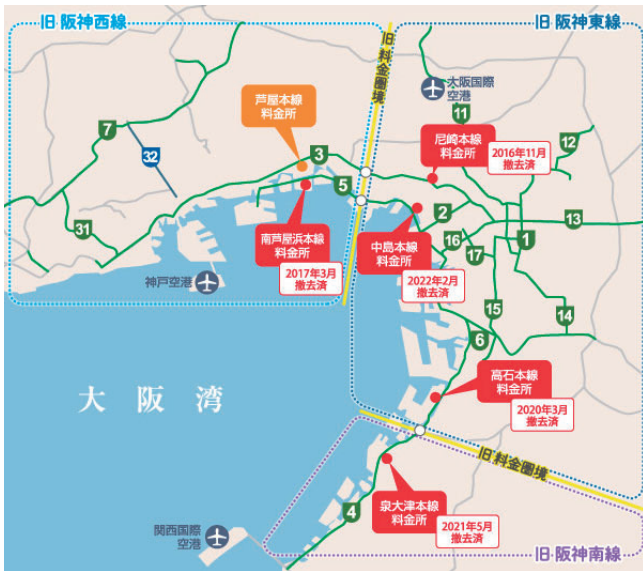 旧 阪神西線
旧 阪神東線
旧 料金圏境
大阪国際
空港
11
芦屋本線
料金所
尼崎本線
料金所
2016年11月
撤去済
7
32
3
12
5
2
13
南芦屋浜本線
料金所
2017年3月
撤去済
中島本線
料金所
2022年2月
撤去済
16
17
1
31
神戸空港
15
14
6
大阪湾
高石本線
料金所
2020年3月
撤去済
旧 料金圏境
泉大津本線
料金所
2021年5月
撤去済
4
関西国際
空港
旧 阪神南線